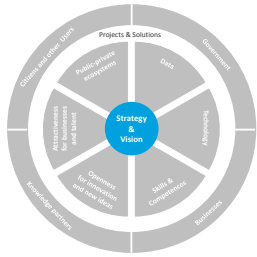 Citizens and other Users
Government
Projects & Solutions
Public-private
ecosystems
Data
Attractiveness
for businesses
and talent
Strategy
&
Vision
Technology
Openness
for innovation
and new ideas
Skills &
Competences
Knowledge partners
Businesses